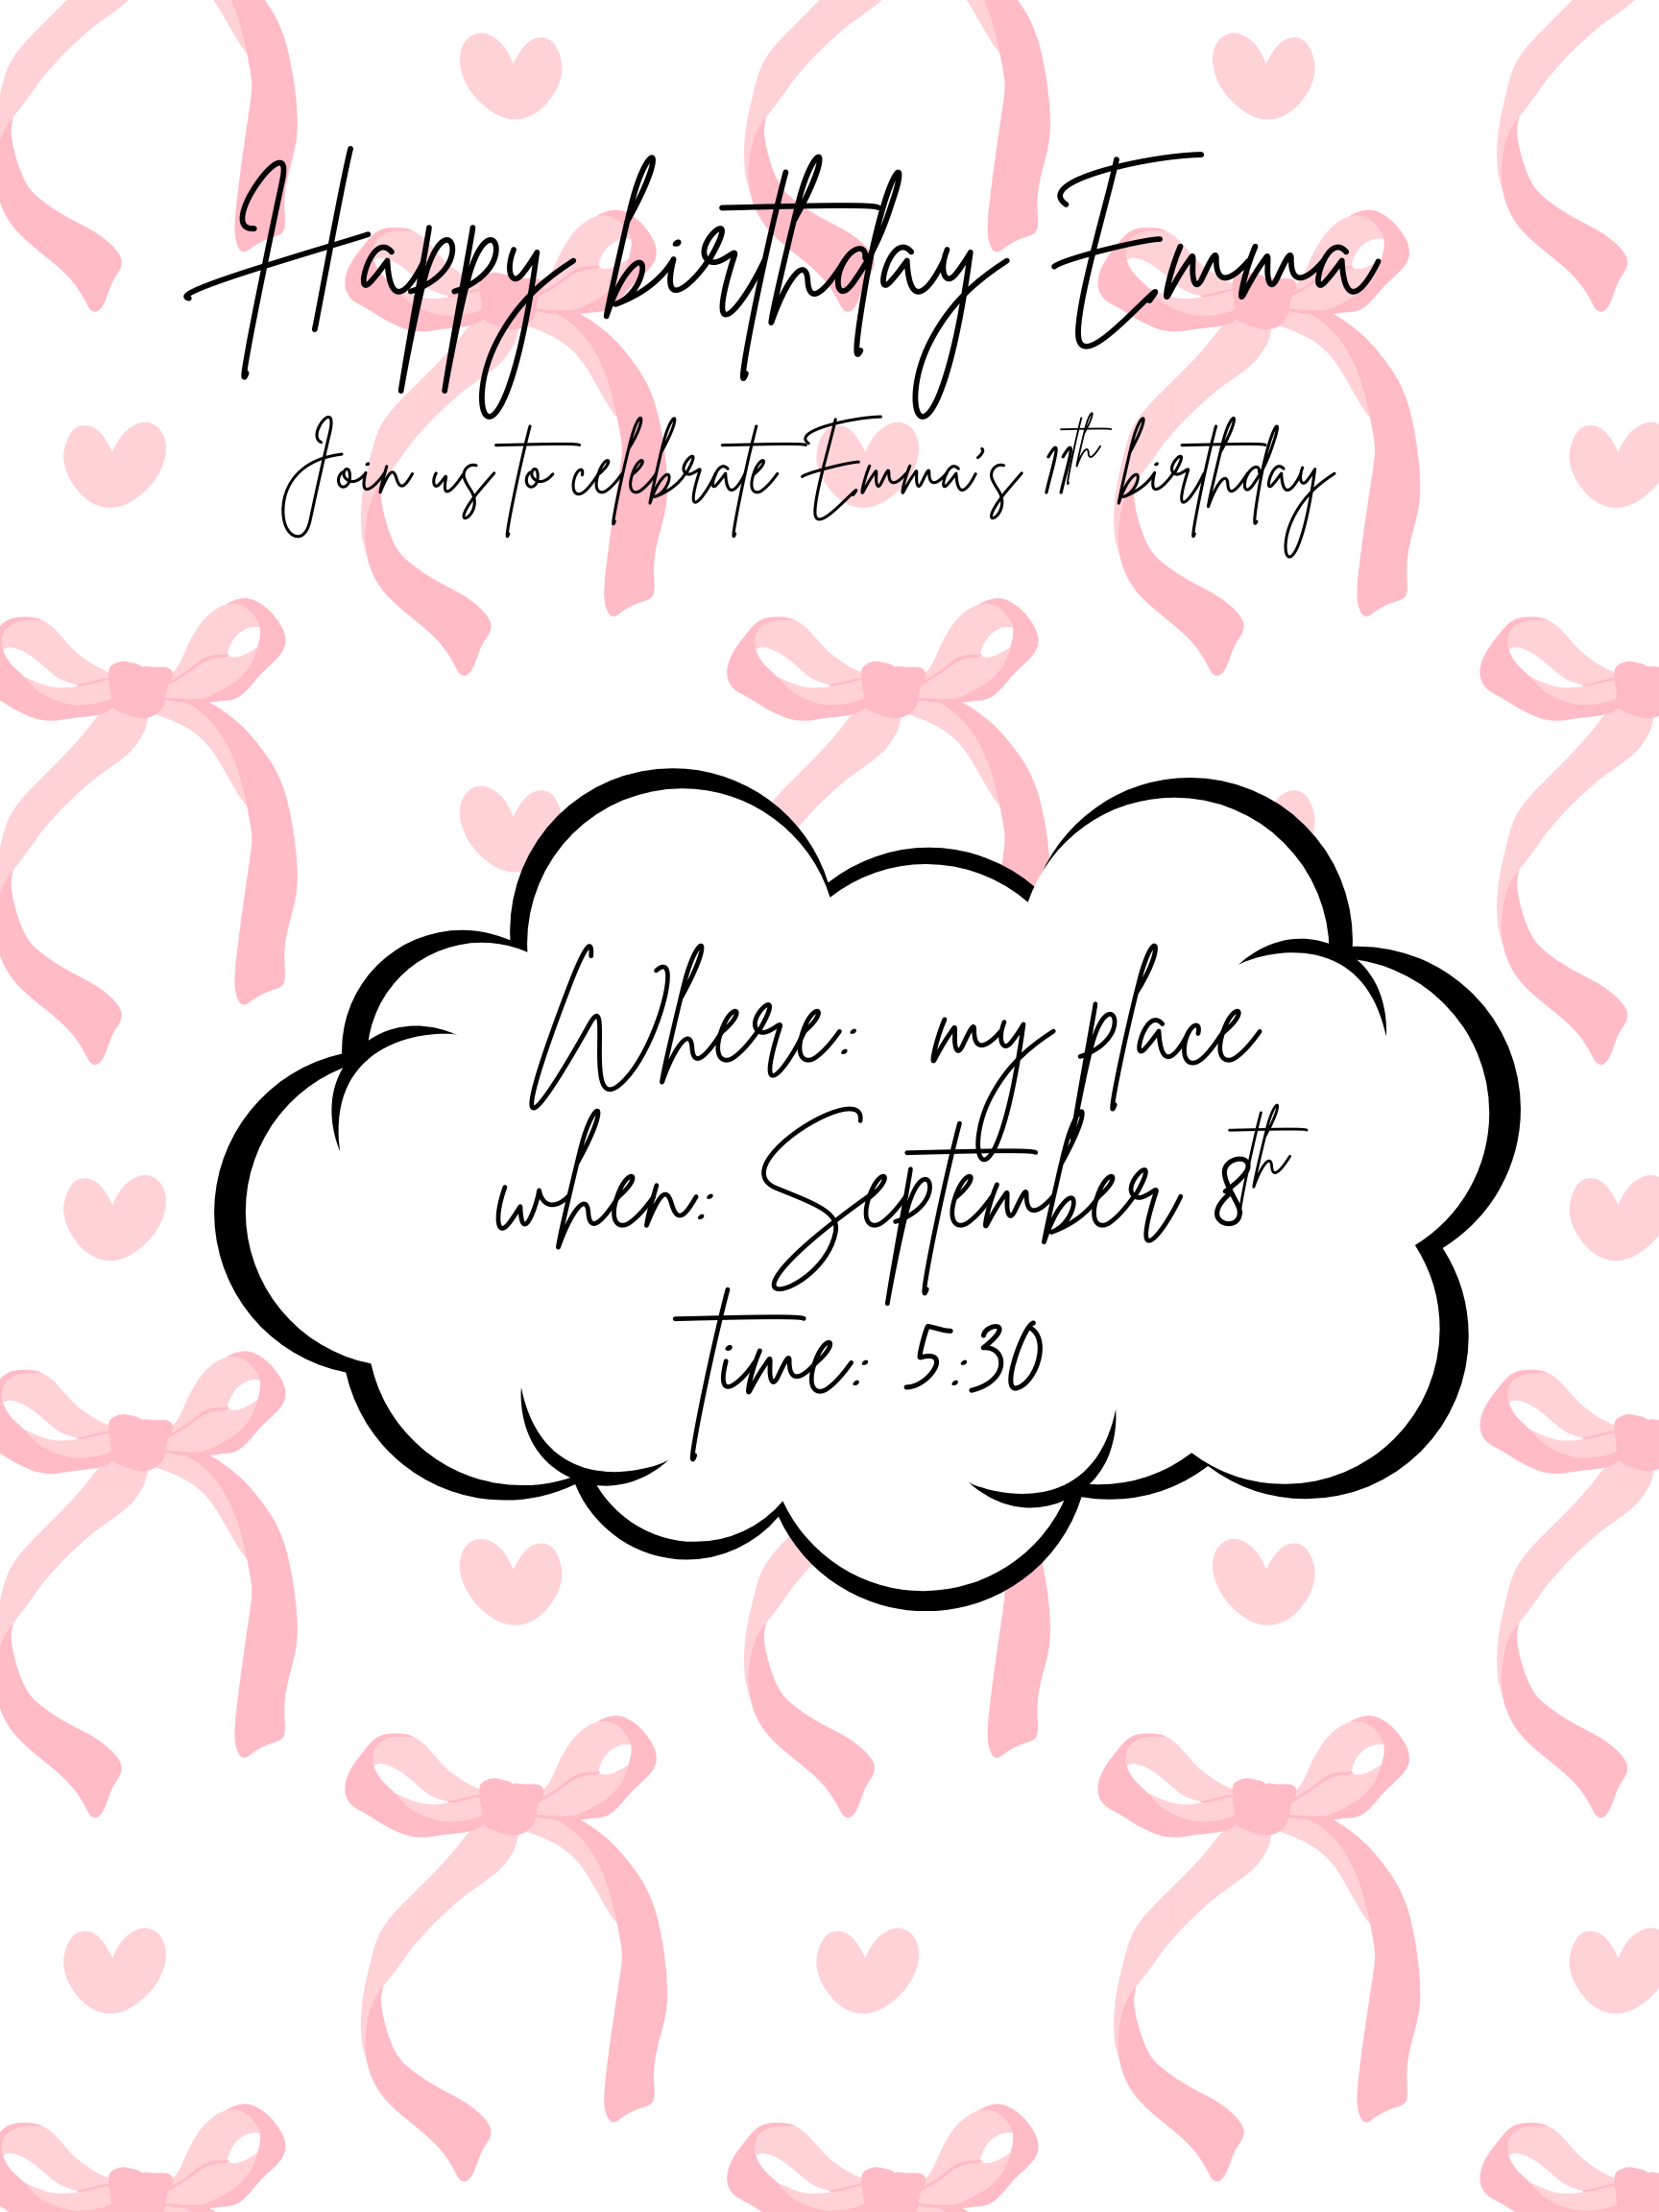 Happy birthday Emma
Join us to celebrate Emma's 11th birthday
Where: my place
when: September 8th
time: 5:30